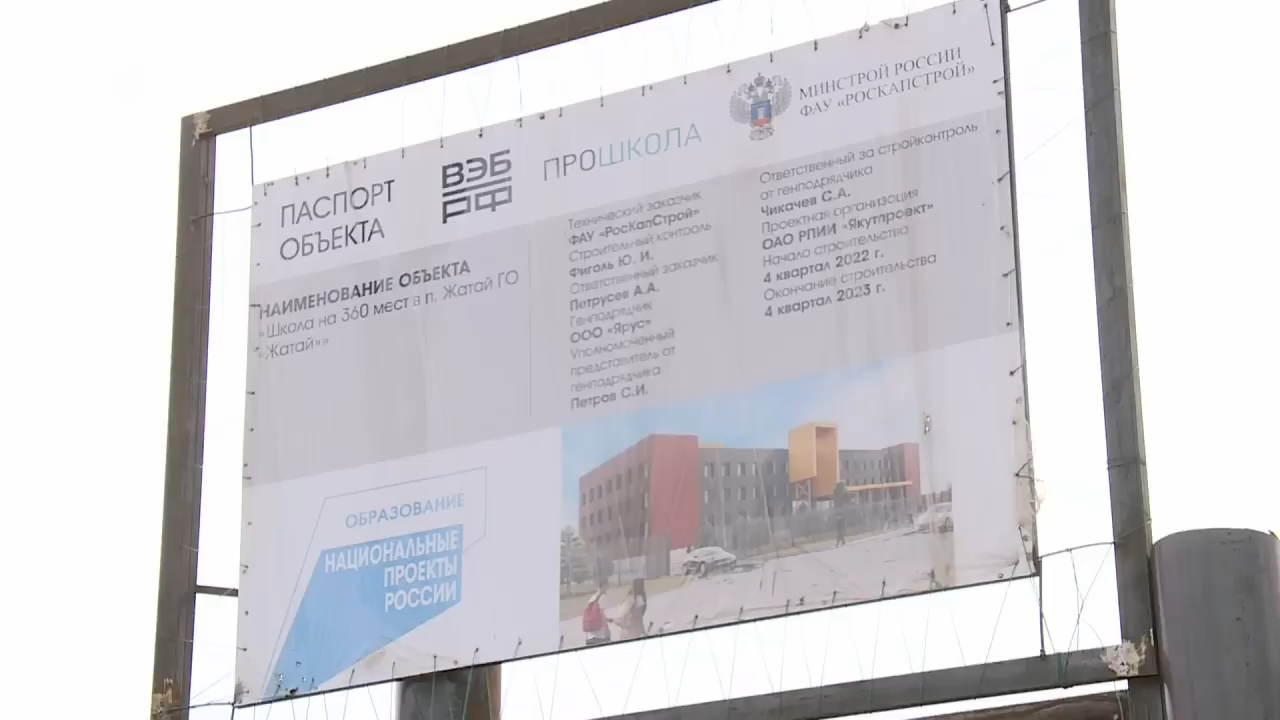 ПАСПОРТ
ОБЪЕКТА
ВЭБ
РФ
ПРОШКОЛА
МИНСТРОЙ РОССИИ
ФАУ «РОСКАПСТРОЙ»
НАИМЕНОВАНИЕ ОБЪЕКТА
«Школа на 360 мест в п. Жатай ГО
«Жатай»»
Технический заказчик
ФАУ «РосКапСтрой»
Строительный контроль
Фиголь Ю. И.
Ответственный заказчик
Петрусев А.А.
Генподрядчик
ООО «Ярус»
Уполномоченный
представитель от
генподрядчика
Петров С.И.
Ответственный за стройконтроль
от генподрядчика
Чикачев С.А.
Проектная организация
ОАО РПИИ «Якутпроект»
Начало строительства
4 квартал 2022 г.
Окончание строительства
4 квартал 2023 г.
ОБРАЗОВАНИЕ
НАЦИОНАЛЬНЫЕ
ПРОЕКТЫ
РОССИИ